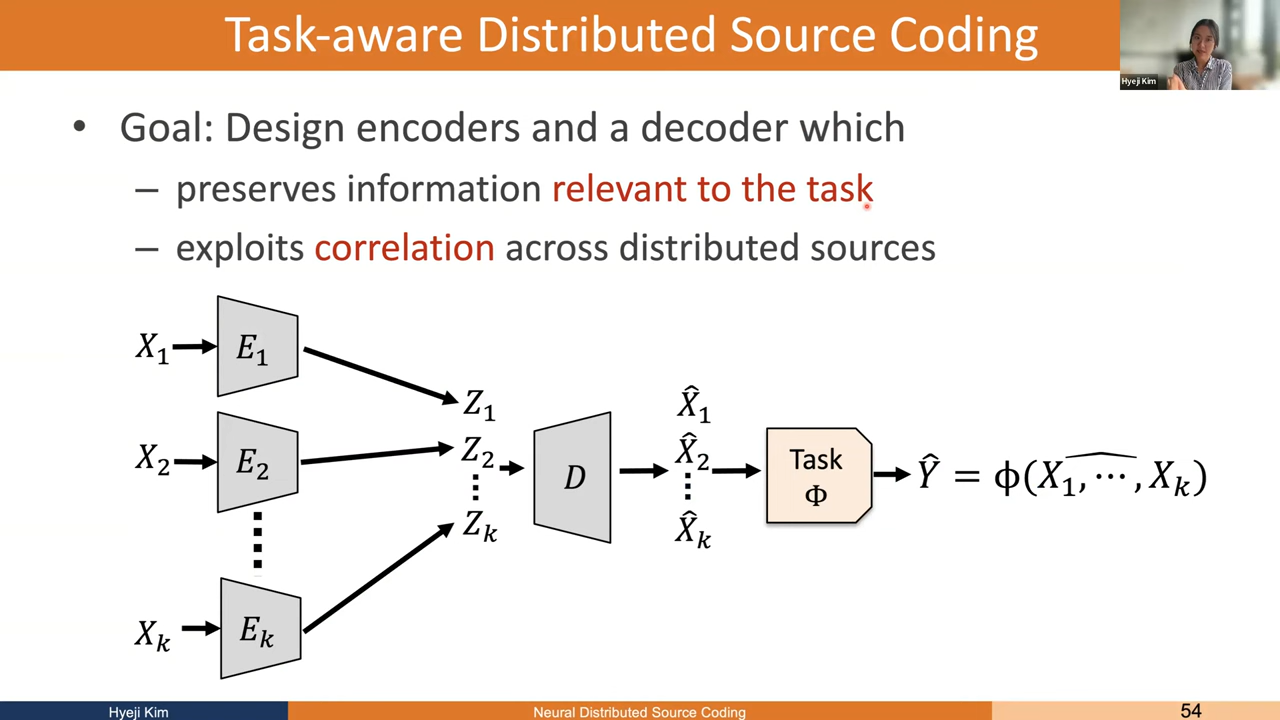 Task-aware Distributed Source Coding
Hyeji Kim
• Goal: Design encoders and a decoder which
– preserves information relevant to the task
– exploits correlation across distributed sources
X₁ E₁
Z₁ X̂₁
X₂ E₂ Z₂ D X̂₂ Task Φ Ŷ = ϕ(X₁, ⋯, Xₖ)^
Zₖ X̂ₖ
Xₖ Eₖ
Hyeji Kim Neural Distributed Source Coding 54